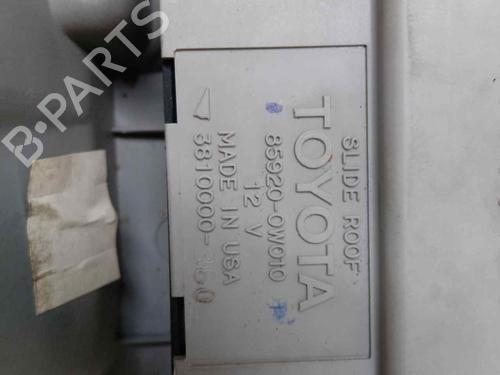 SLIDE ROOF
TOYOTA
85920-0W010
12 V
MADE IN USA
3810000-
B-PARTS